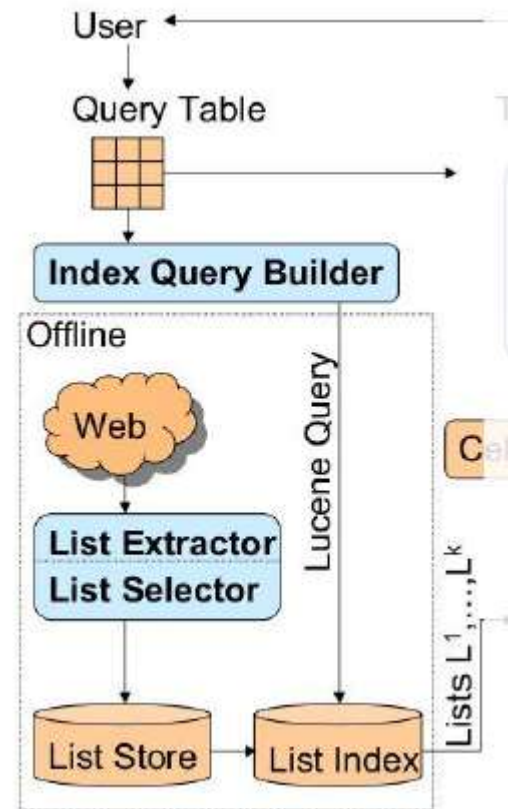 User
Query Table
Index Query Builder
Offline
Web
Lucene Query
List Extractor
List Selector
Lists L¹,...,Lᵏ
List Store
List Index